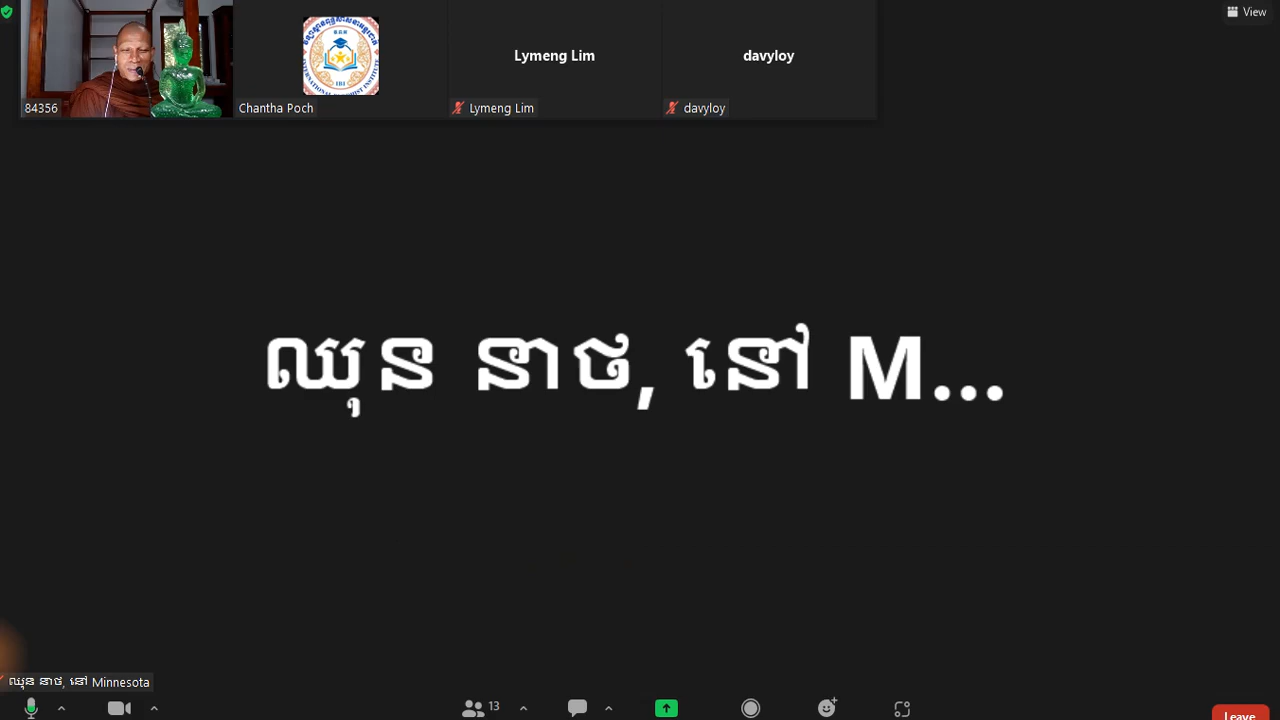 View
Lymeng Lim
davyloy
84356
Chantha Poch
Lymeng Lim
davyloy
ឈុន នាថ, នៅ M...
ឈុន នាថ, នៅ Minnesota
13
Leave